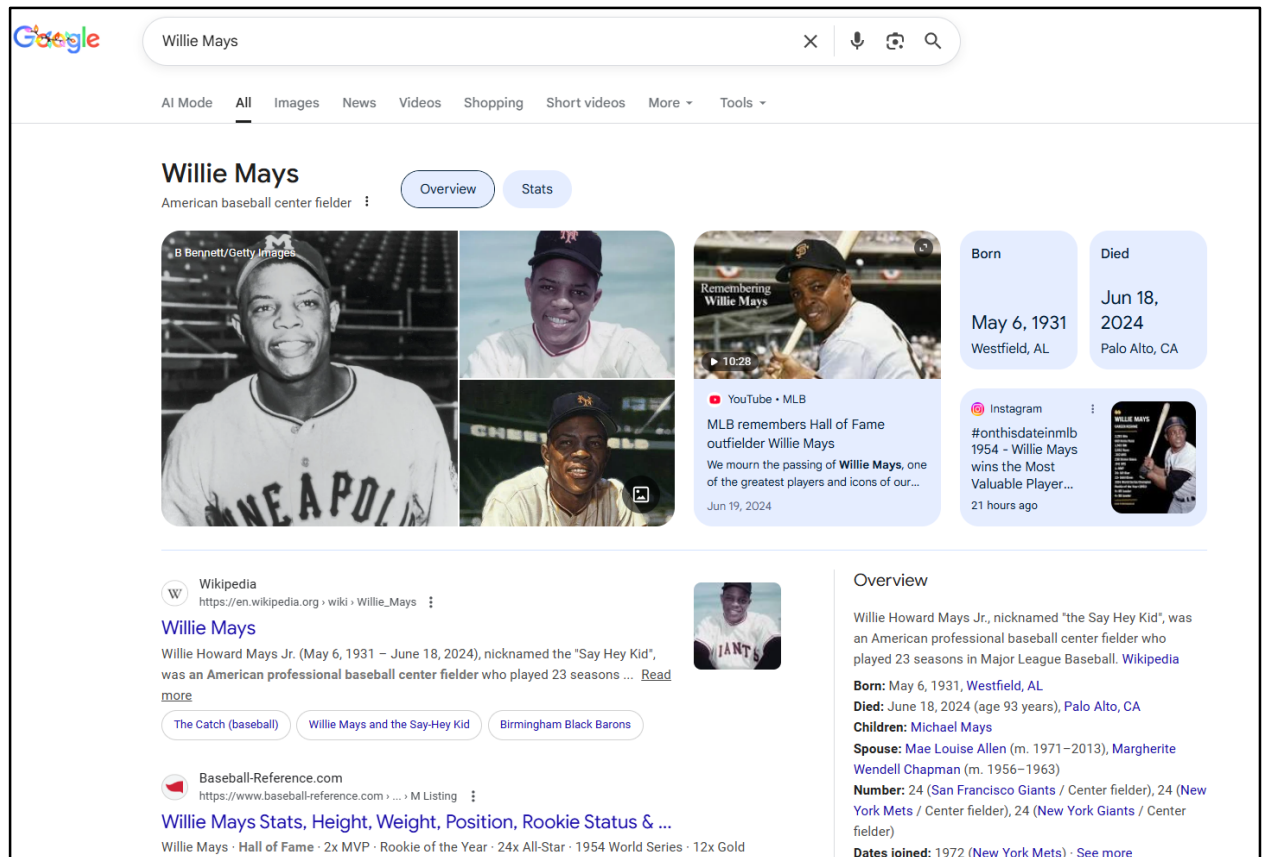 Google
Willie Mays
AI Mode All Images News Videos Shopping Short videos More Tools
Willie Mays
American baseball center fielder
Overview Stats
B Bennett/Getty Images
Remembering
Willie Mays
10:28
YouTube • MLB
MLB remembers Hall of Fame
outfielder Willie Mays
We mourn the passing of Willie Mays, one
of the greatest players and icons of our...
Jun 19, 2024
Born
May 6, 1931
Westfield, AL
Died
Jun 18,
2024
Palo Alto, CA
Instagram
#onthisdateinmlb
1954 - Willie Mays
wins the Most
Valuable Player...
21 hours ago
WILLIE MAYS
Wikipedia
https://en.wikipedia.org › wiki › Willie_Mays
Willie Mays
Willie Howard Mays Jr. (May 6, 1931 – June 18, 2024), nicknamed the "Say Hey Kid",
was an American professional baseball center fielder who played 23 seasons ... Read
more
The Catch (baseball) Willie Mays and the Say-Hey Kid Birmingham Black Barons
IANTS
Baseball-Reference.com
https://www.baseball-reference.com › ... › M Listing
Willie Mays Stats, Height, Weight, Position, Rookie Status & ...
Willie Mays · Hall of Fame · 2x MVP · Rookie of the Year · 24x All-Star · 1954 World Series · 12x Gold
Overview
Willie Howard Mays Jr., nicknamed "the Say Hey Kid", was
an American professional baseball center fielder who
played 23 seasons in Major League Baseball. Wikipedia
Born: May 6, 1931, Westfield, AL
Died: June 18, 2024 (age 93 years), Palo Alto, CA
Children: Michael Mays
Spouse: Mae Louise Allen (m. 1971–2013), Margherite
Wendell Chapman (m. 1956–1963)
Number: 24 (San Francisco Giants / Center fielder), 24 (New
York Mets / Center fielder), 24 (New York Giants / Center
fielder)
Dates joined: 1972 (New York Mets) · See more